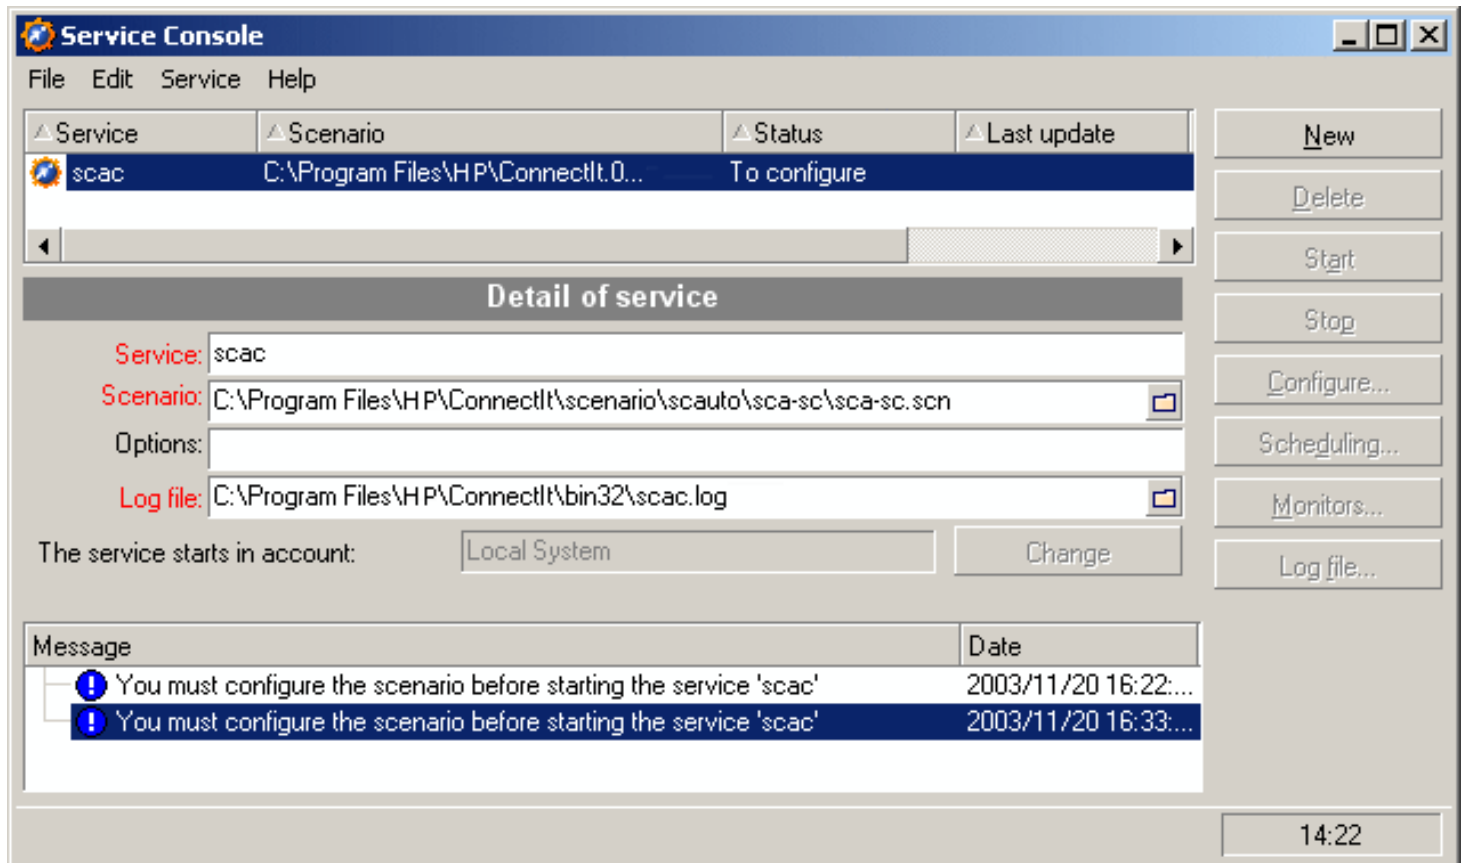 Service Console
File Edit Service Help
Service Scenario Status Last update
scac C:\Program Files\HP\ConnectIt.0... To configure
New
Delete
Start
Stop
Configure...
Scheduling...
Monitors...
Log file...
Detail of service
Service: scac
Scenario: C:\Program Files\HP\ConnectIt\scenario\scauto\sca-sc\sca-sc.scn
Options:
Log file: C:\Program Files\HP\ConnectIt\bin32\scac.log
The service starts in account: Local System Change
Message Date
You must configure the scenario before starting the service 'scac' 2003/11/20 16:22:...
You must configure the scenario before starting the service 'scac' 2003/11/20 16:33:...
14:22